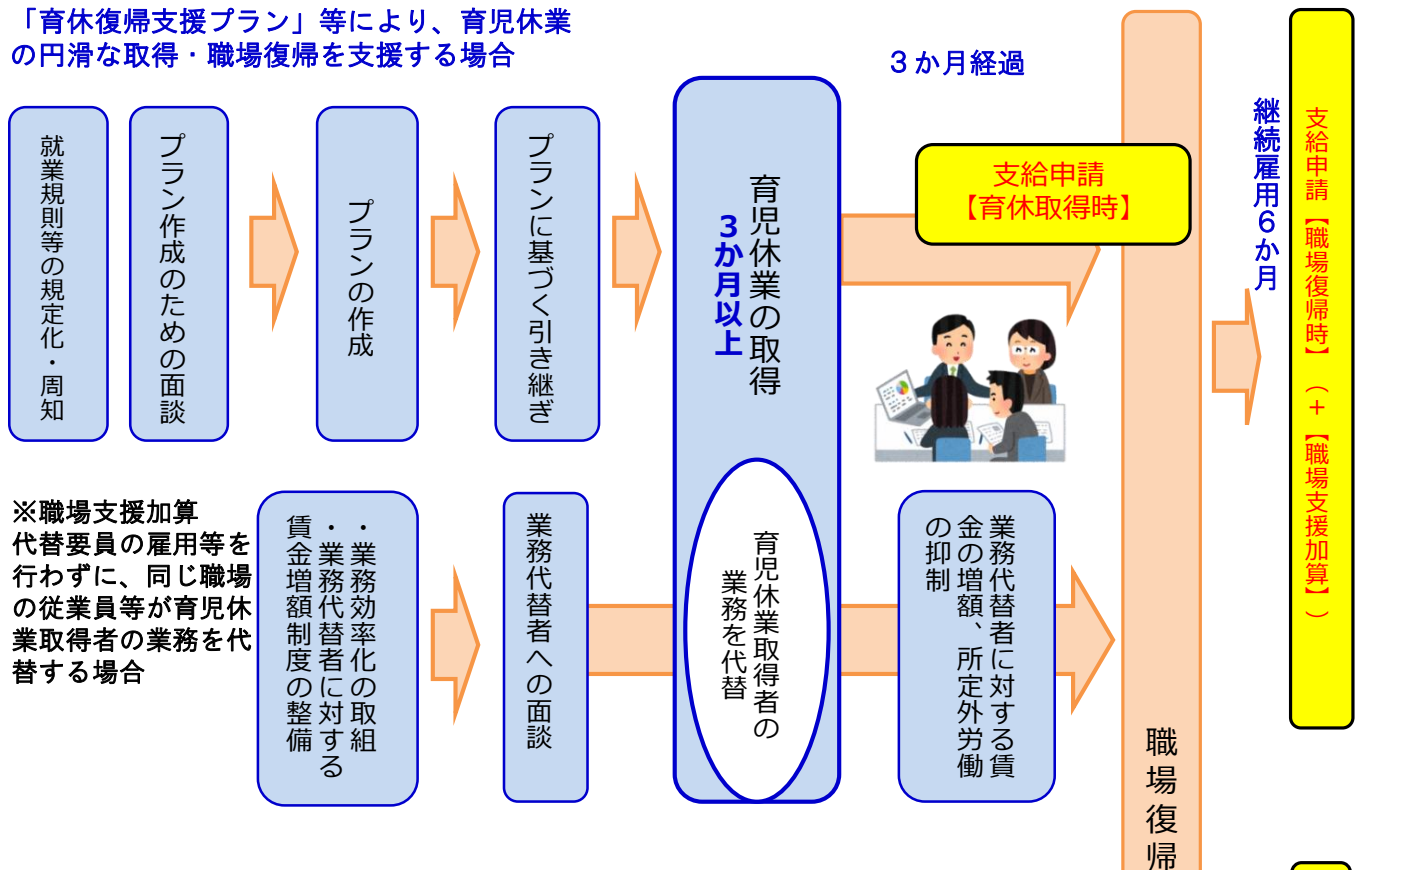 「育休復帰支援プラン」等により、育児休業
の円滑な取得・職場復帰を支援する場合
３か月経過
就業規則等の規定化・周知
プラン作成のための面談
プランの作成
プランに基づく引き継ぎ
育児休業の取得
３か月以上
支給申請
【育休取得時】
継続雇用６か月
支給申請【職場復帰時】（＋【職場支援加算】）
※職場支援加算
代替要員の雇用等を
行わずに、同じ職場
の従業員等が育児休
業取得者の業務を代
替する場合
・業務効率化の取組
・業務代替者に対する
賃金増額制度の整備
業務代替者への面談
育児休業取得者の
業務を代替
業務代替者に対する賃
金の増額、所定外労働
の抑制
職場復帰